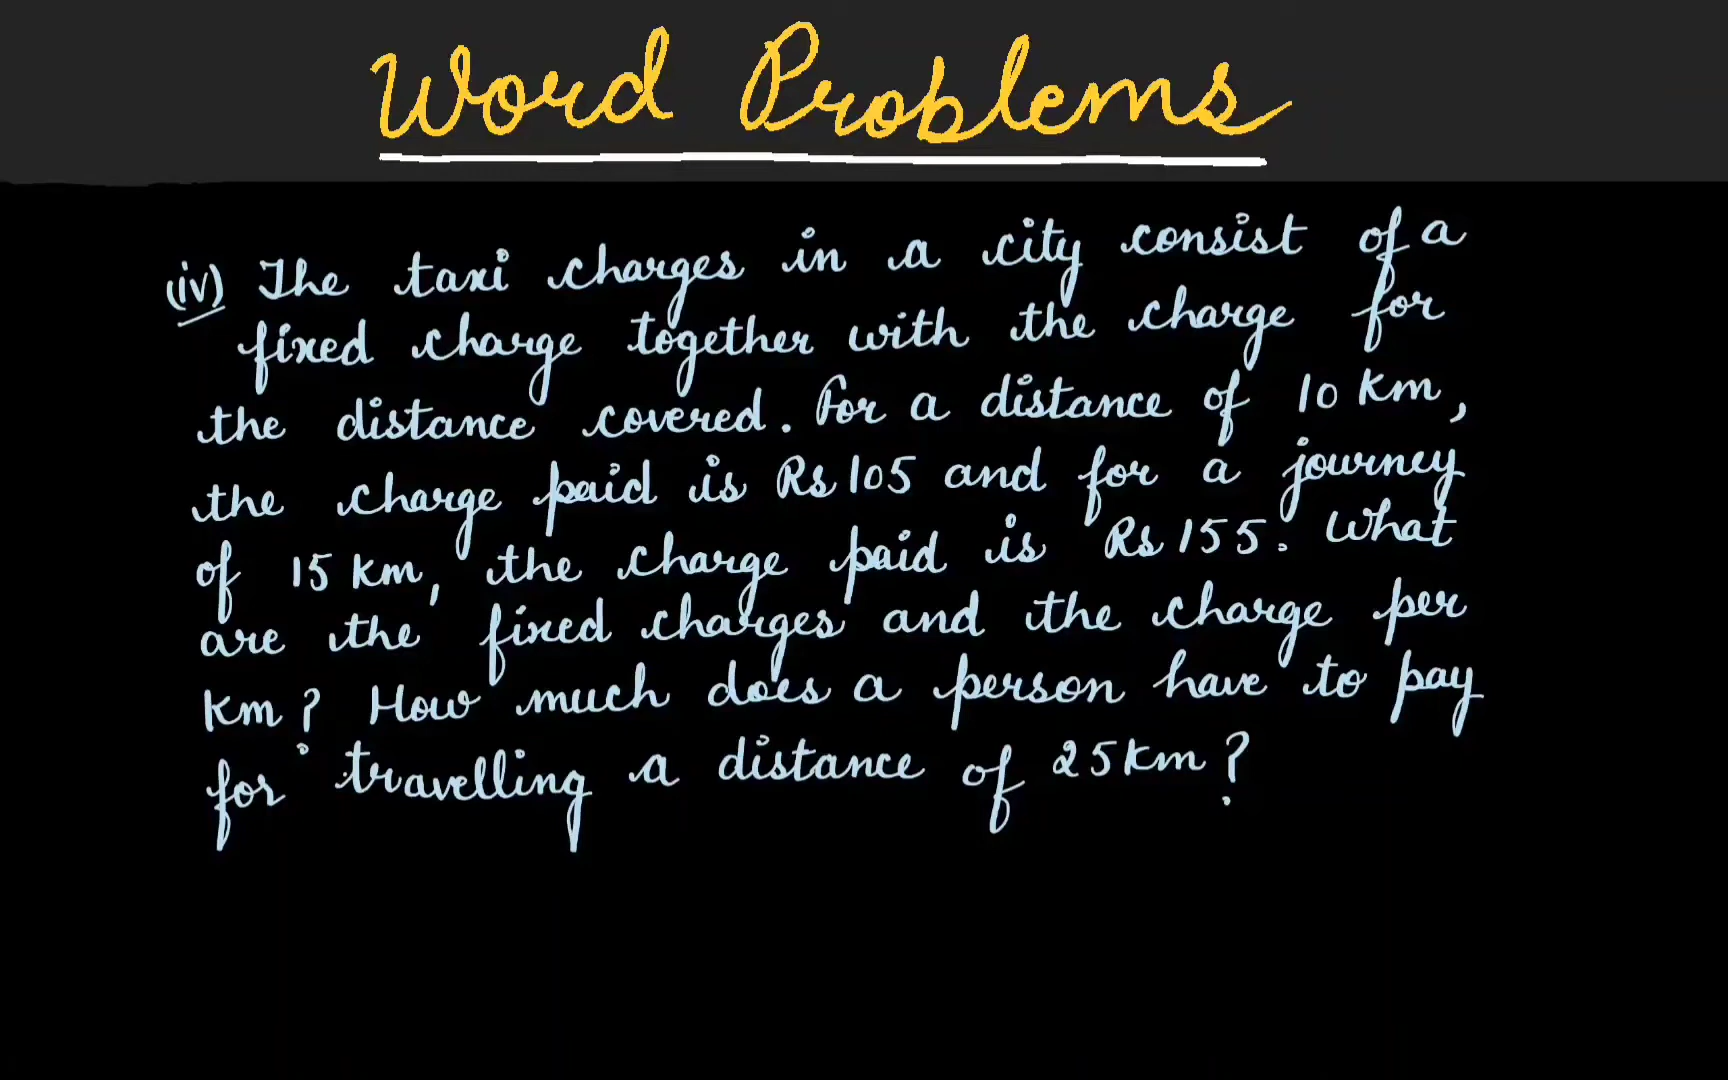 Word Problems
(iv) The taxi charges in a city consist of a
fixed charge together with the charge for
the distance covered. For a distance of 10 km,
the charge paid is Rs 105 and for a journey
of 15 km, the charge paid is Rs 155. What
are the fixed charges and the charge per
km? How much does a person have to pay
for travelling a distance of 25km?